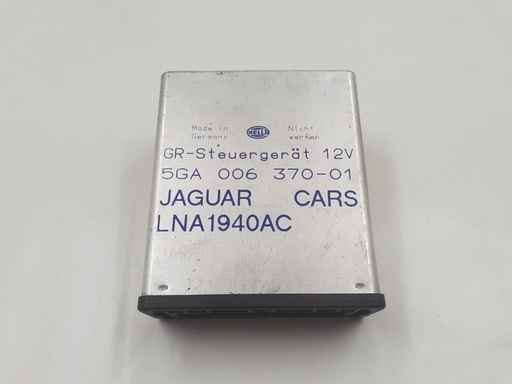 Made in Germany HELLA Nicht werfen
GR-Steuergerät 12V
5GA 006 370-01
JAGUAR CARS
LNA1940AC